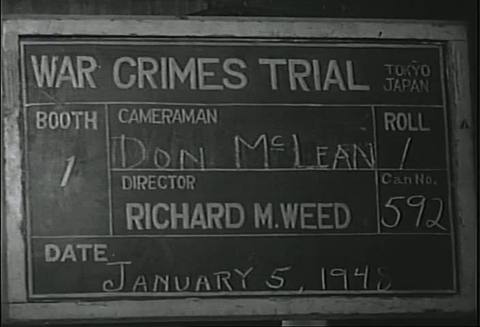 WAR CRIMES TRIAL
TOKYO
JAPAN
BOOTH
1
CAMERAMAN
DON McLEAN
ROLL
1
DIRECTOR
RICHARD M. WEED
Can No.
592
DATE
JANUARY 5, 1948